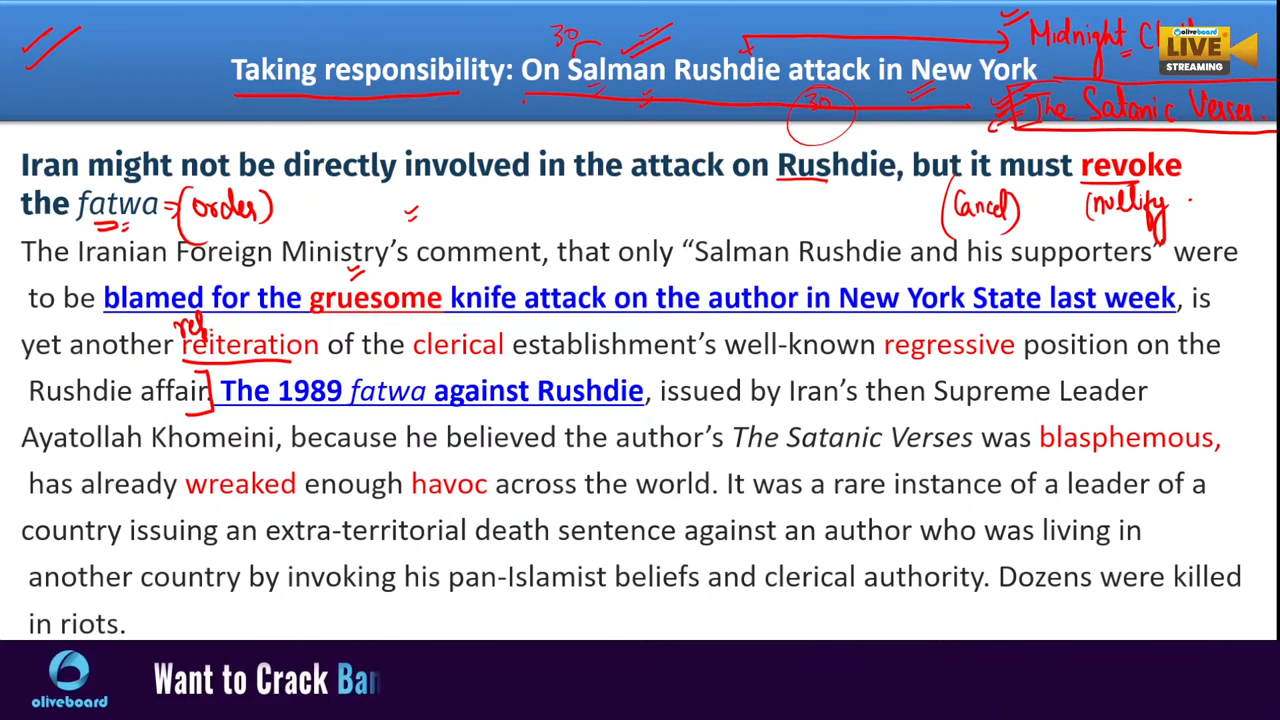 30
Midnight
oliveboard
LIVE
STREAMING
Taking responsibility: On Salman Rushdie attack in New York
30
The Satanic Verses.
Iran might not be directly involved in the attack on Rushdie, but it must revoke
the fatwa = (order) (Cancel) (nullify
The Iranian Foreign Ministry's comment, that only “Salman Rushdie and his supporters” were
to be blamed for the gruesome knife attack on the author in New York State last week, is
yet another reiteration of the clerical establishment's well-known regressive position on the
Rushdie affair. The 1989 fatwa against Rushdie, issued by Iran's then Supreme Leader
Ayatollah Khomeini, because he believed the author's The Satanic Verses was blasphemous,
has already wreaked enough havoc across the world. It was a rare instance of a leader of a
country issuing an extra-territorial death sentence against an author who was living in
another country by invoking his pan-Islamist beliefs and clerical authority. Dozens were killed
in riots.
oliveboard
Want to Crack Ban